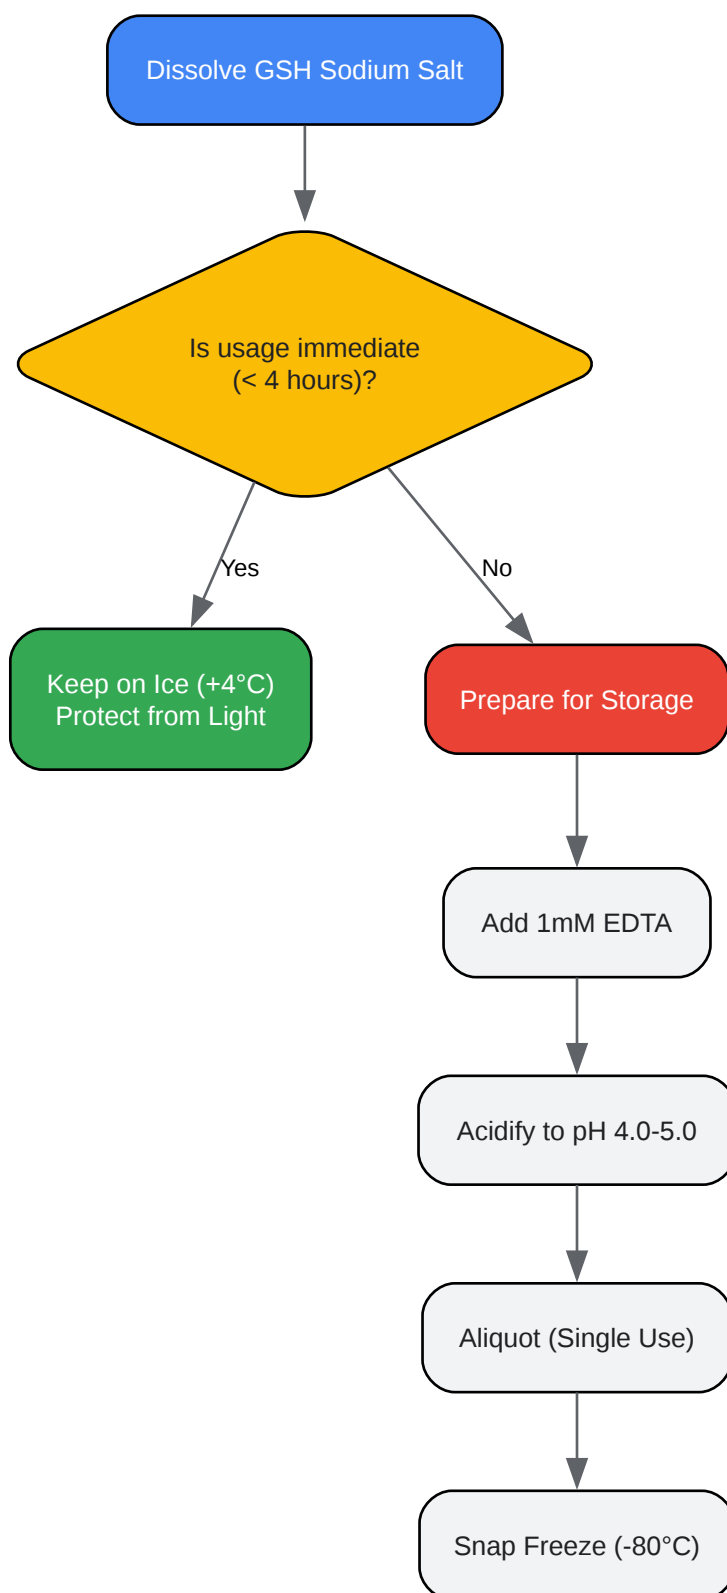 Dissolve GSH Sodium Salt
Is usage immediate
(< 4 hours)?
Yes
No
Keep on Ice (+4°C)
Protect from Light
Prepare for Storage
Add 1mM EDTA
Acidify to pH 4.0-5.0
Aliquot (Single Use)
Snap Freeze (-80°C)